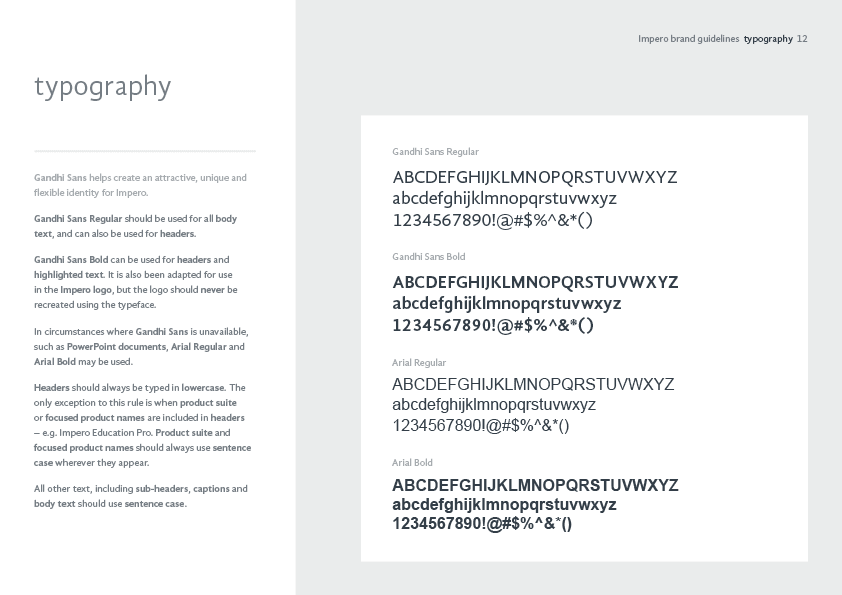 Impero brand guidelines typography 12
typography
Gandhi Sans helps create an attractive, unique and
flexible identity for Impero.
Gandhi Sans Regular should be used for all body
text, and can also be used for headers.
Gandhi Sans Bold can be used for headers and
highlighted text. It is also been adapted for use
in the Impero logo, but the logo should never be
recreated using the typeface.
In circumstances where Gandhi Sans is unavailable,
such as PowerPoint documents, Arial Regular and
Arial Bold may be used.
Headers should always be typed in lowercase. The
only exception to this rule is when product suite
or focused product names are included in headers
– e.g. Impero Education Pro. Product suite and
focused product names should always use sentence
case wherever they appear.
All other text, including sub-headers, captions and
body text should use sentence case.
Gandhi Sans Regular
ABCDEFGHIJKLMNOPQRSTUVWXYZ
abcdefghijklmnopqrstuvwxyz
1234567890!@#$%^&*()
Gandhi Sans Bold
ABCDEFGHIJKLMNOPQRSTUVWXYZ
abcdefghijklmnopqrstuvwxyz
1234567890!@#$%^&*()
Arial Regular
ABCDEFGHIJKLMNOPQRSTUVWXYZ
abcdefghijklmnopqrstuvwxyz
1234567890!@#$%^&*()
Arial Bold
ABCDEFGHIJKLMNOPQRSTUVWXYZ
abcdefghijklmnopqrstuvwxyz
1234567890!@#$%^&*()